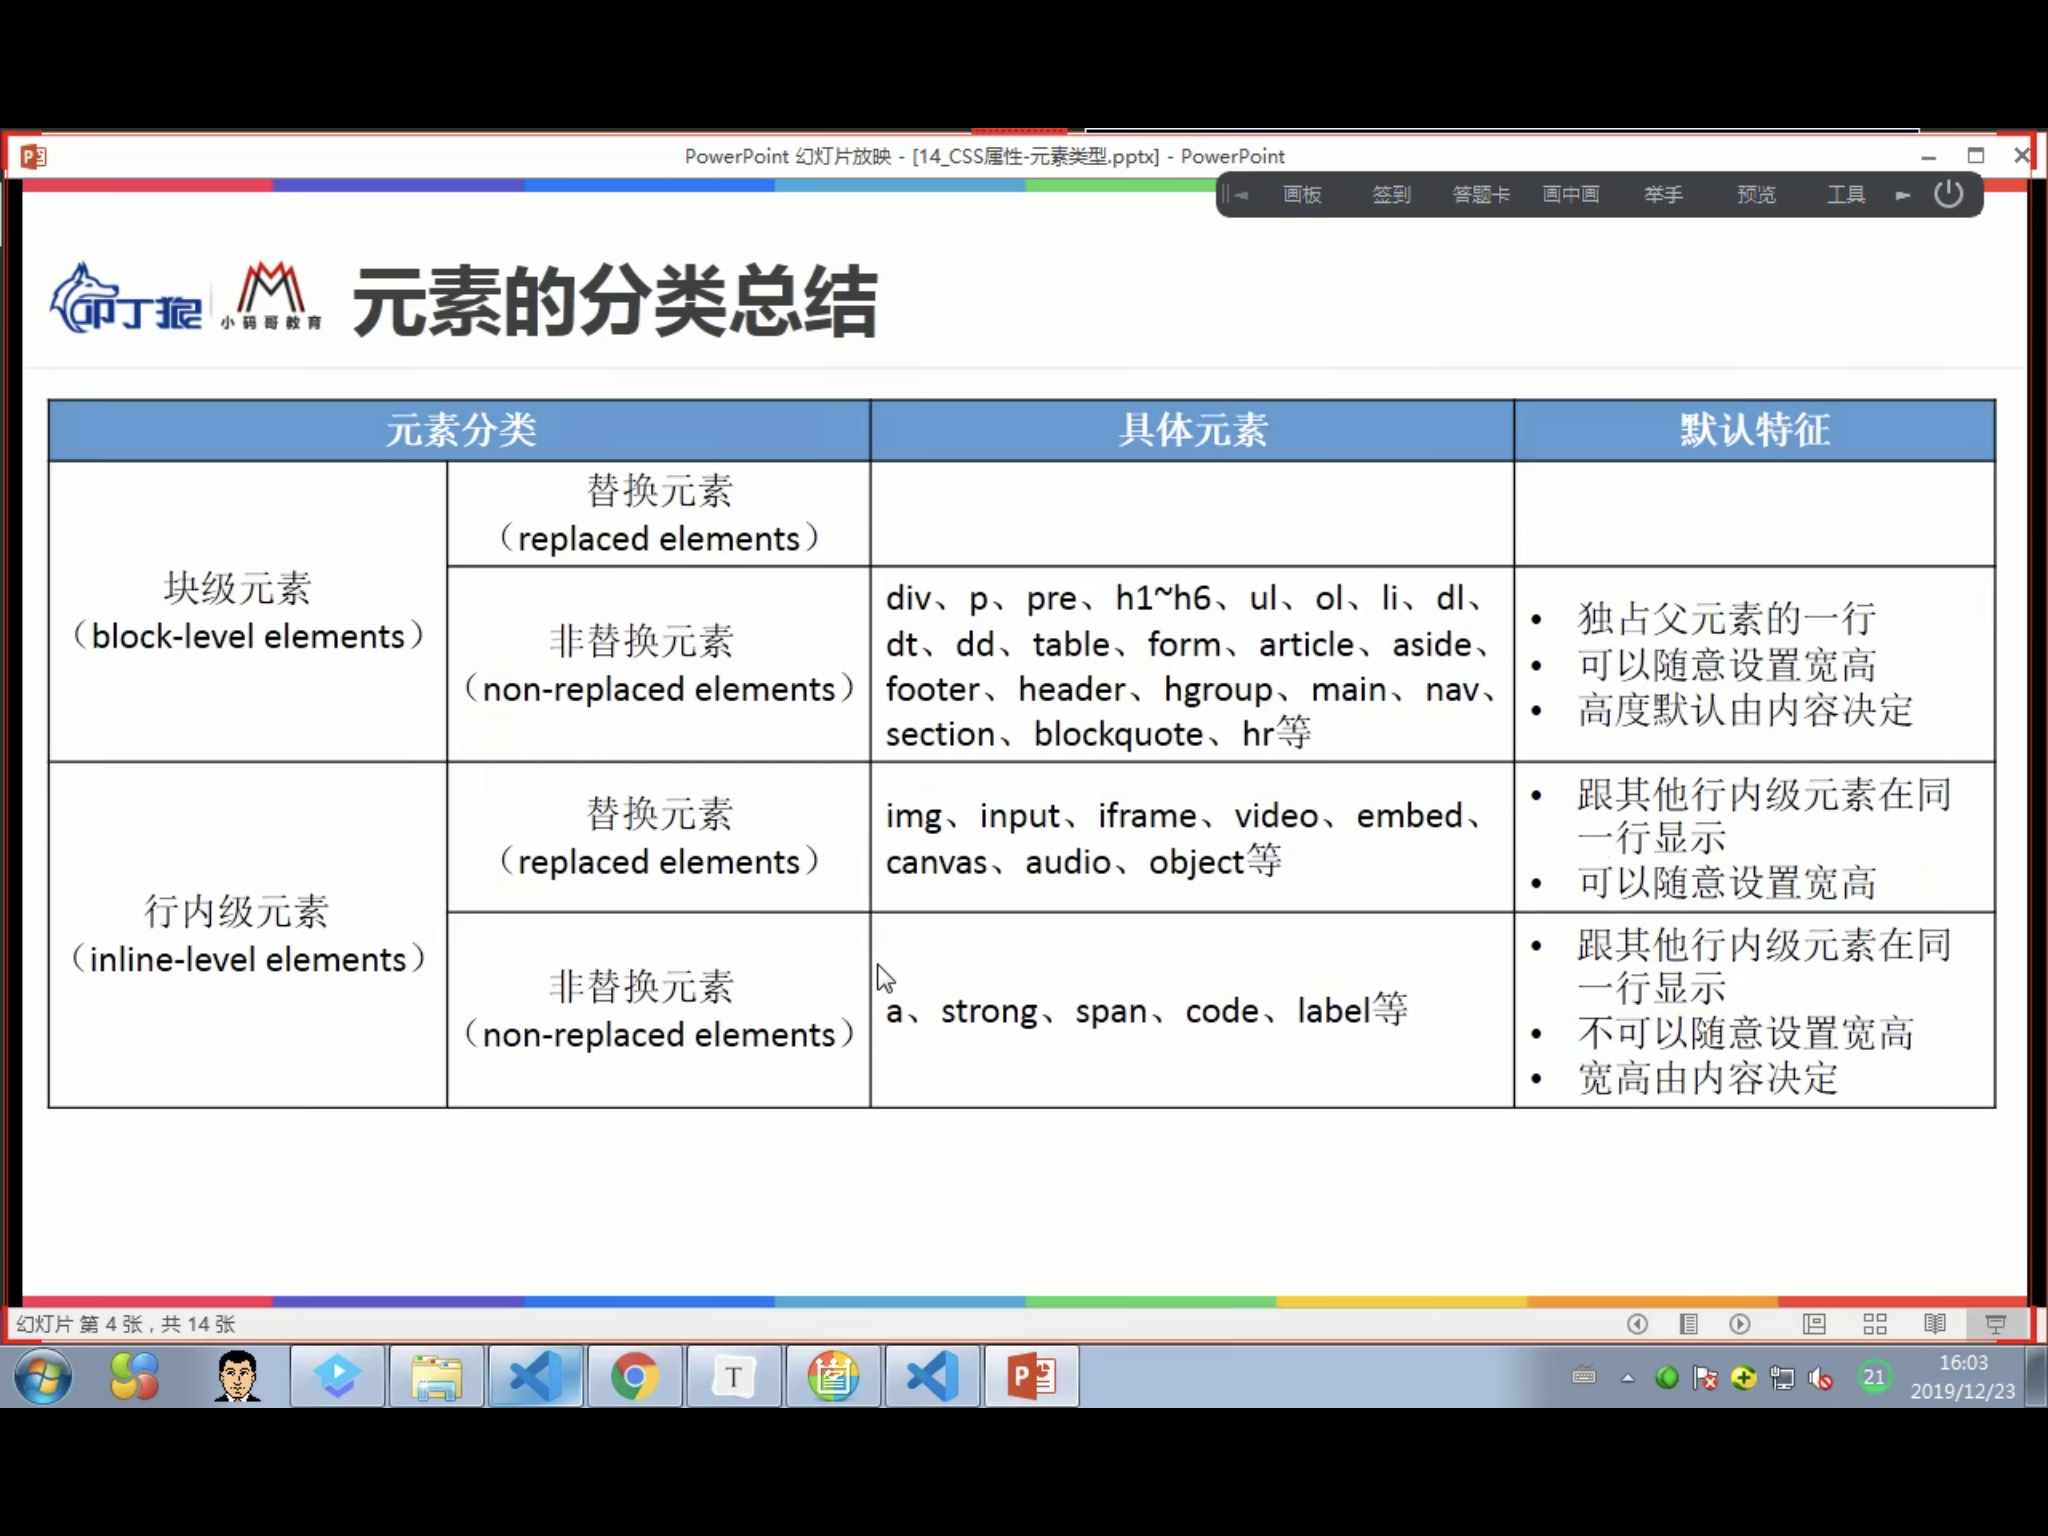 PowerPoint 幻灯片放映 - [14_CSS属性-元素类型.pptx] - PowerPoint
画板 签到 答题卡 画中画 举手 预览 工具
叩丁狼 小码哥教育 元素的分类总结
元素分类 具体元素 默认特征
块级元素
（block-level elements）
替换元素
（replaced elements）
非替换元素
（non-replaced elements）
div、p、pre、h1~h6、ul、ol、li、dl、
dt、dd、table、form、article、aside、
footer、header、hgroup、main、nav、
section、blockquote、hr等
• 独占父元素的一行
• 可以随意设置宽高
• 高度默认由内容决定
行内级元素
（inline-level elements）
替换元素
（replaced elements）
img、input、iframe、video、embed、
canvas、audio、object等
• 跟其他行内级元素在同
一行显示
• 可以随意设置宽高
非替换元素
（non-replaced elements）
a、strong、span、code、label等
• 跟其他行内级元素在同
一行显示
• 不可以随意设置宽高
• 宽高由内容决定
幻灯片 第 4 张，共 14 张
T
21
16:03
2019/12/23